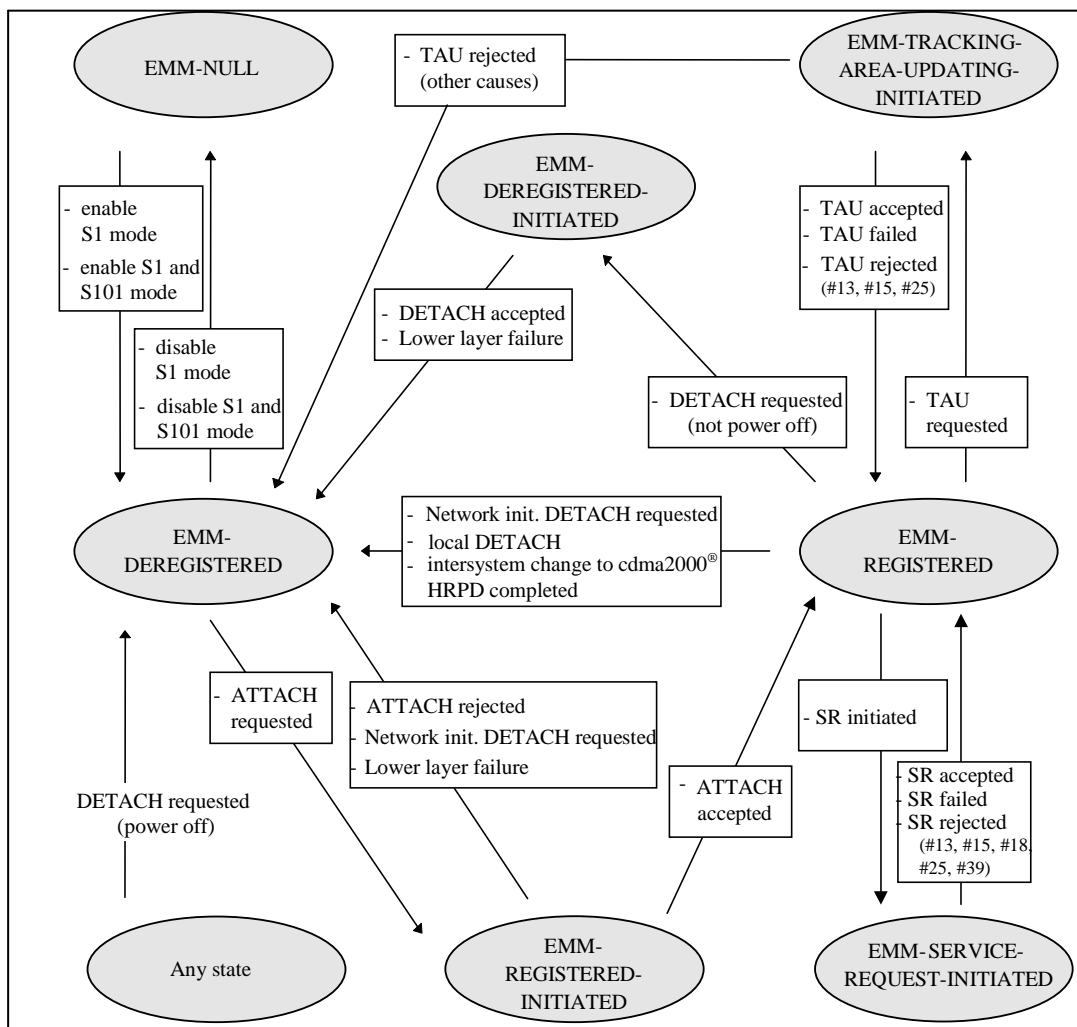 EMM-NULL
- TAU rejected
(other causes)
EMM-TRACKING-
AREA-UPDATING-
INITIATED
EMM-
DEREGISTERED-
INITIATED
- enable
S1 mode
- enable S1 and
S101 mode
- TAU accepted
- TAU failed
- TAU rejected
(#13, #15, #25)
- DETACH accepted
- Lower layer failure
- disable
S1 mode
- disable S1 and
S101 mode
- DETACH requested
(not power off)
- TAU
requested
EMM-
DEREGISTERED
- Network init. DETACH requested
- local DETACH
- intersystem change to cdma2000®
HRPD completed
EMM-
REGISTERED
- ATTACH
requested
- ATTACH rejected
- Network init. DETACH requested
- Lower layer failure
- SR initiated
- ATTACH
accepted
- SR accepted
- SR failed
- SR rejected
(#13, #15, #18,
#25, #39)
DETACH requested
(power off)
Any state
EMM-
REGISTERED-
INITIATED
EMM-SERVICE-
REQUEST-INITIATED